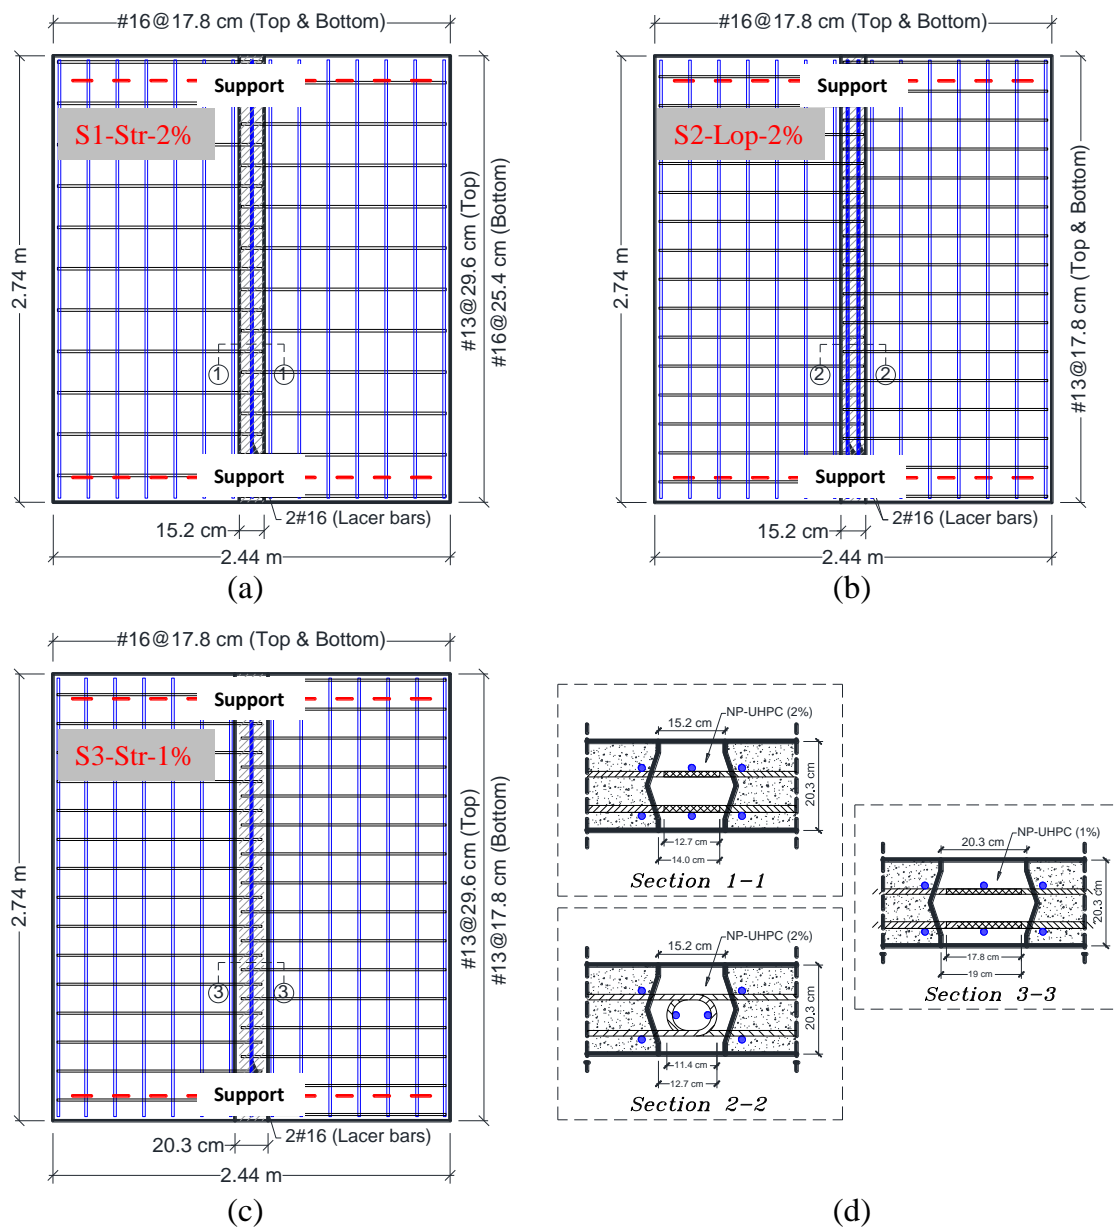 #16@17.8 cm (Top & Bottom)
Support
S1-Str-2%
2.74 m
#13@29.6 cm (Top)
#16@25.4 cm (Bottom)
1
1
Support
2#16 (Lacer bars)
15.2 cm
2.44 m
(a)
#16@17.8 cm (Top & Bottom)
Support
S2-Lop-2%
2.74 m
#13@17.8 cm (Top & Bottom)
2
2
Support
2#16 (Lacer bars)
15.2 cm
2.44 m
(b)
#16@17.8 cm (Top & Bottom)
Support
S3-Str-1%
2.74 m
#13@29.6 cm (Top)
#13@17.8 cm (Bottom)
3
3
Support
2#16 (Lacer bars)
20.3 cm
2.44 m
(c)
NP-UHPC (2%)
15.2 cm
20.3 cm
12.7 cm
14.0 cm
Section 1-1
NP-UHPC (2%)
15.2 cm
20.3 cm
11.4 cm
12.7 cm
Section 2-2
NP-UHPC (1%)
20.3 cm
20.3 cm
17.8 cm
19 cm
Section 3-3
(d)